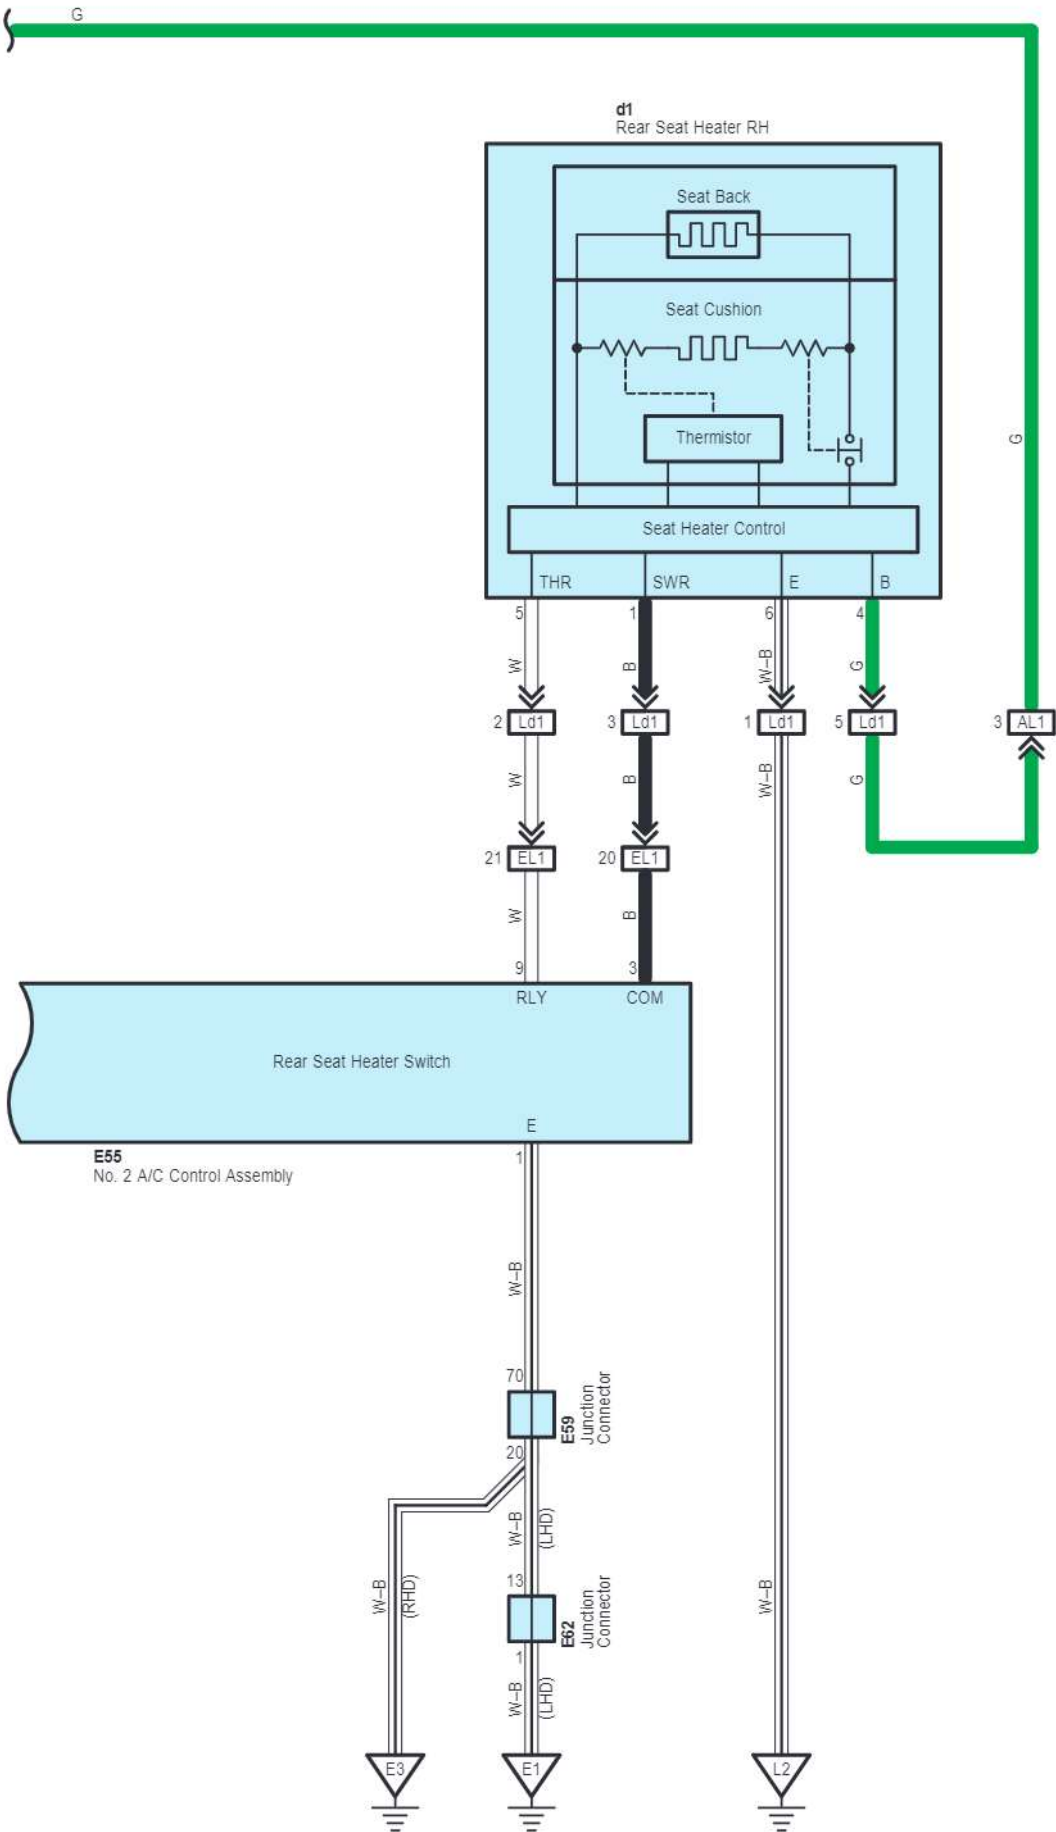 G
d1
Rear Seat Heater RH
Seat Back
Seat Cushion
G
Thermistor
Seat Heater Control
THR SWR E B
5 1 6 4
W B W–B G
2 Ld1 3 Ld1 1 Ld1 5 Ld1 3 AL1
W B W–B G
21 EL1 20 EL1
W B
9 3
RLY COM
Rear Seat Heater Switch
E
E55
No. 2 A/C Control Assembly
1
W–B
70
E59
Junction
Connector
20
W–B
(LHD)
13
W–B
(RHD)
E62
Junction
Connector
W–B
1
W–B
(LHD)
E3 E1 L2